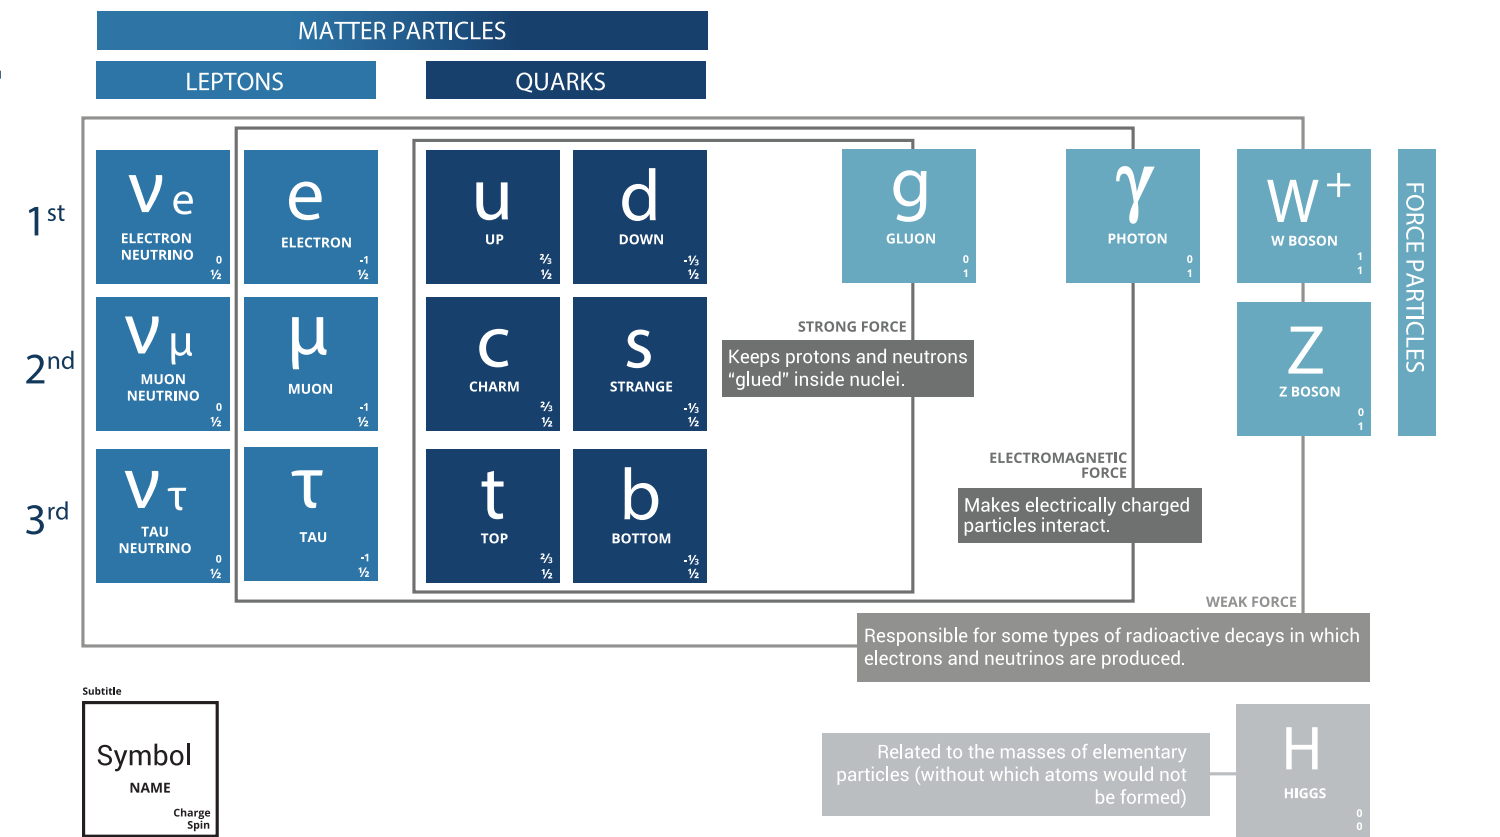 MATTER PARTICLES
LEPTONS
QUARKS
1st
2nd
3rd
νe
ELECTRON
NEUTRINO
0
½
e
ELECTRON
-1
½
u
UP
⅔
½
d
DOWN
-⅓
½
g
GLUON
0
1
γ
PHOTON
0
1
W+
W BOSON
1
1
FORCE PARTICLES
νμ
MUON
NEUTRINO
0
½
μ
MUON
-1
½
c
CHARM
⅔
½
s
STRANGE
-⅓
½
STRONG FORCE
Keeps protons and neutrons
“glued” inside nuclei.
Z
Z BOSON
0
1
ντ
TAU
NEUTRINO
0
½
τ
TAU
-1
½
t
TOP
⅔
½
b
BOTTOM
-⅓
½
ELECTROMAGNETIC
FORCE
Makes electrically charged
particles interact.
WEAK FORCE
Responsible for some types of radioactive decays in which
electrons and neutrinos are produced.
Subtitle
Symbol
NAME
Charge
Spin
Related to the masses of elementary
particles (without which atoms would not
be formed)
H
HIGGS
0
0